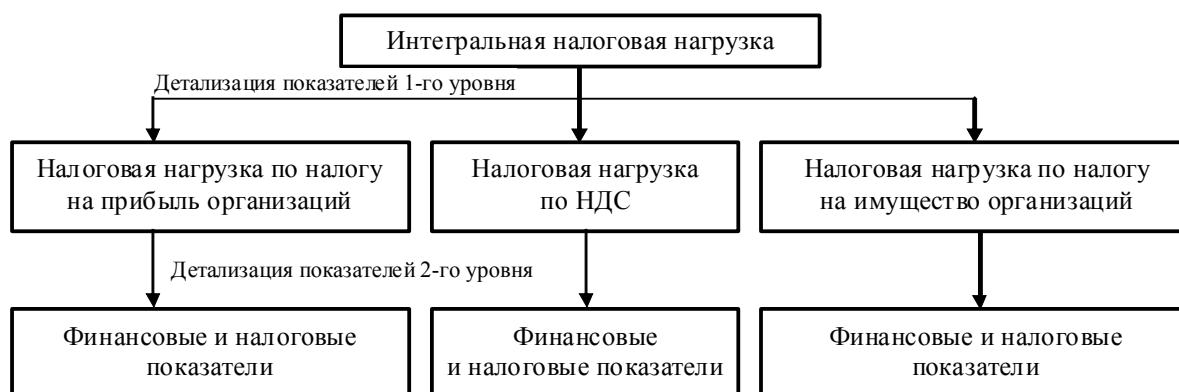 Интегральная налоговая нагрузка
Детализация показателей 1-го уровня
Налоговая нагрузка по налогу
на прибыль организаций
Налоговая нагрузка
по НДС
Налоговая нагрузка по налогу
на имущество организаций
Детализация показателей 2-го уровня
Финансовые и налоговые
показатели
Финансовые
и налоговые показатели
Финансовые и налоговые
показатели